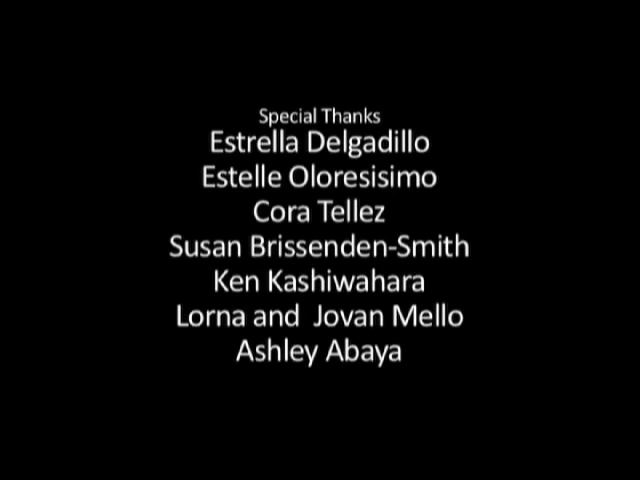 Special Thanks
Estrella Delgadillo
Estelle Oloresisimo
Cora Tellez
Susan Brissenden-Smith
Ken Kashiwahara
Lorna and  Jovan Mello
Ashley Abaya